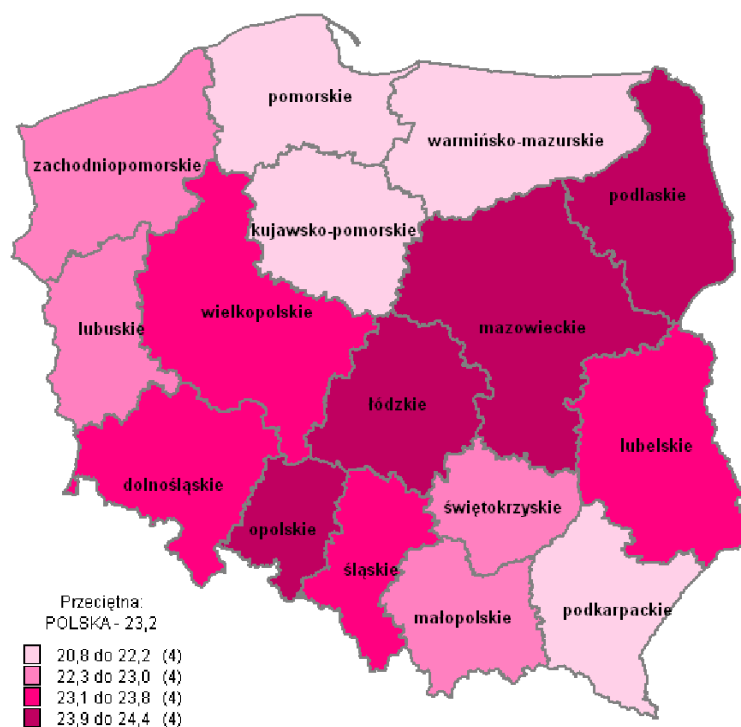 pomorskie
warmińsko-mazurskie
zachodniopomorskie
podlaskie
kujawsko-pomorskie
wielkopolskie
lubuskie
mazowieckie
łódzkie
lubelskie
dolnośląskie
świętokrzyskie
opolskie
śląskie
podkarpackie
małopolskie
Przeciętna:
POLSKA - 23,2
20,8 do 22,2 (4)
22,3 do 23,0 (4)
23,1 do 23,8 (4)
23,9 do 24,4 (4)